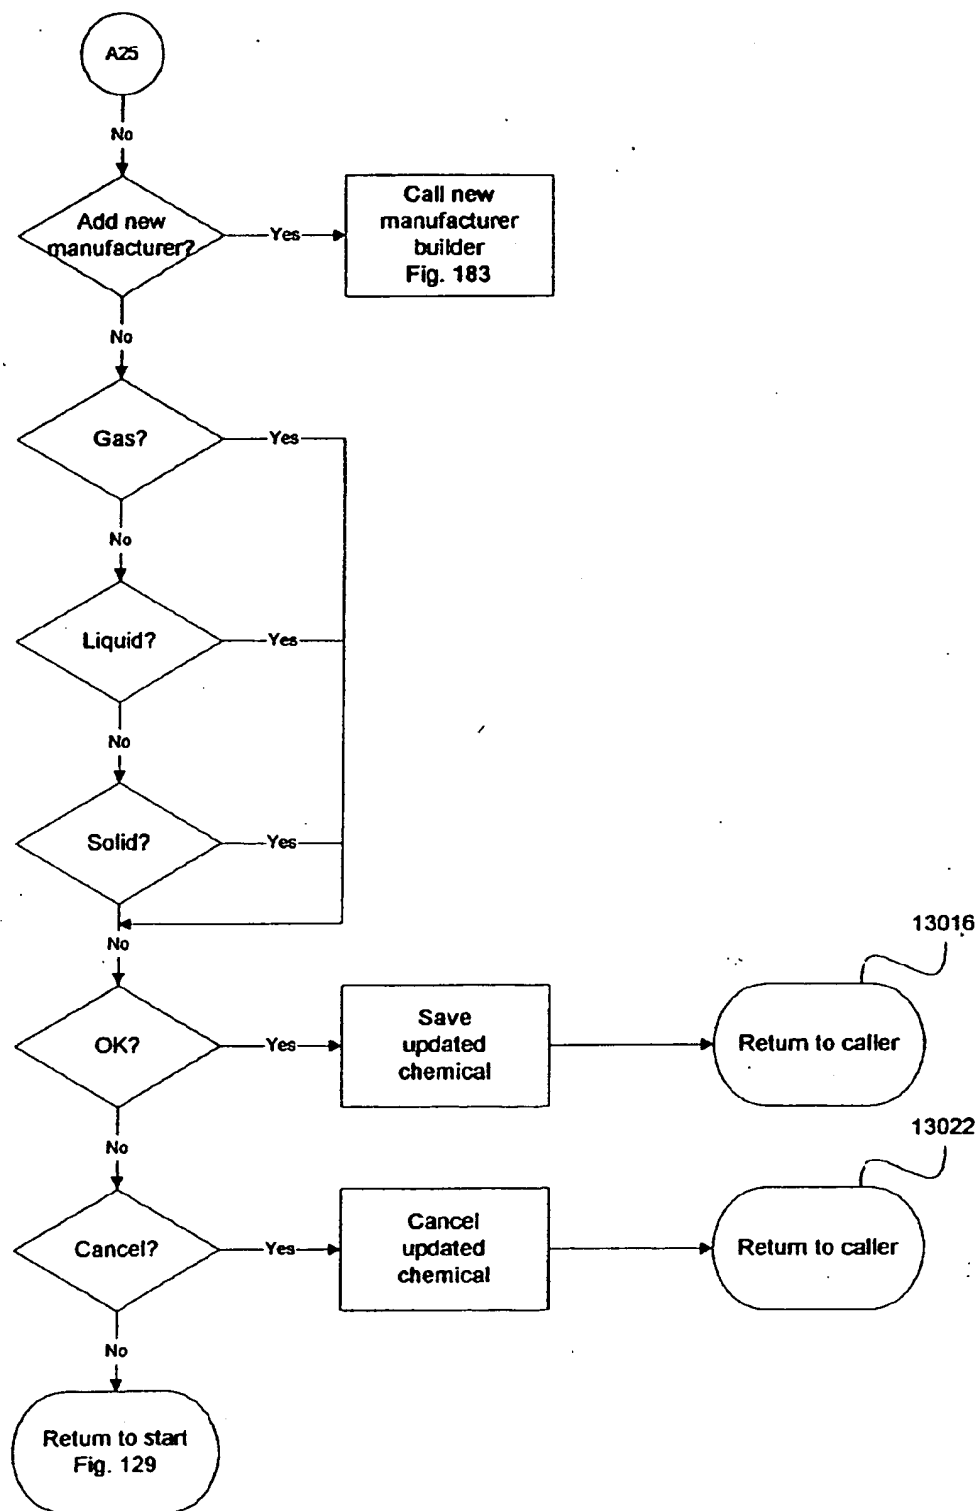 A25
No
Add new
manufacturer?
Yes
Call new
manufacturer
builder
Fig. 183
No
Gas?
Yes
No
Liquid?
Yes
No
Solid?
Yes
No
13016
OK?
Yes
Save
updated
chemical
Return to caller
No
13022
Cancel?
Yes
Cancel
updated
chemical
Return to caller
No
Return to start
Fig. 129